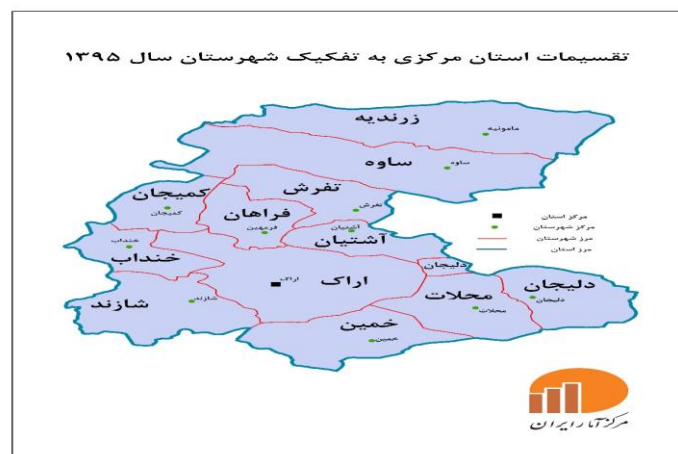 تقسیمات استان مرکزی به تفکیک شهرستان سال ۱۳۹۵
زرندیه
مامونیه
ساوه
ساوه
تفرش
تفرش
کمیجان
کمیجان
فراهان
فرمهین
آشتیان
آشتیان
خنداب
خنداب
اراک
اراک
دلیجان
دلیجان
دلیجان
محلات
محلات
شازند
شازند
خمین
خمین
مرکز استان
مرکز شهرستان
مرز شهرستان
مرز استان
مرکز آمار ایران